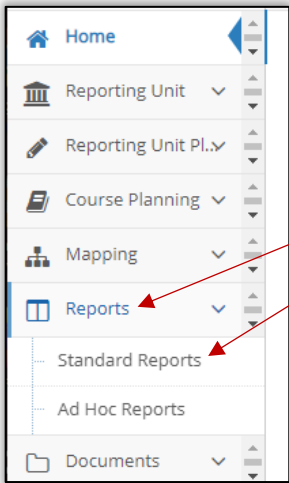 Home
Reporting Unit
Reporting Unit Pl..
Course Planning
Mapping
Reports
Standard Reports
Ad Hoc Reports
Documents